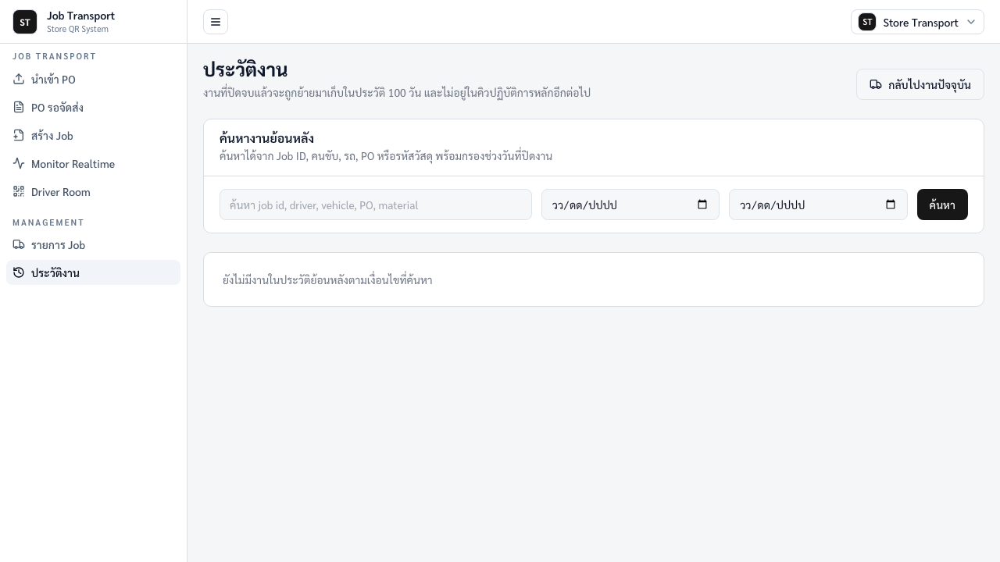 ST
Job Transport
Store QR System
JOB TRANSPORT
นำเข้า PO
PO รอจัดส่ง
สร้าง Job
Monitor Realtime
Driver Room
MANAGEMENT
รายการ Job
ประวัติงาน
ST Store Transport
ประวัติงาน
งานที่ปิดจบแล้วจะถูกย้ายมาเก็บในประวัติ 100 วัน และไม่อยู่ในคิวปฏิบัติการหลักอีกต่อไป
กลับไปงานปัจจุบัน
ค้นหางานย้อนหลัง
ค้นหาได้จาก Job ID, คนขับ, รถ, PO หรือรหัสวัสดุ พร้อมกรองช่วงวันที่ปิดงาน
ค้นหา job id, driver, vehicle, PO, material วว/ดด/ปปปป วว/ดด/ปปปป ค้นหา
ยังไม่มีงานในประวัติย้อนหลังตามเงื่อนไขที่ค้นหา